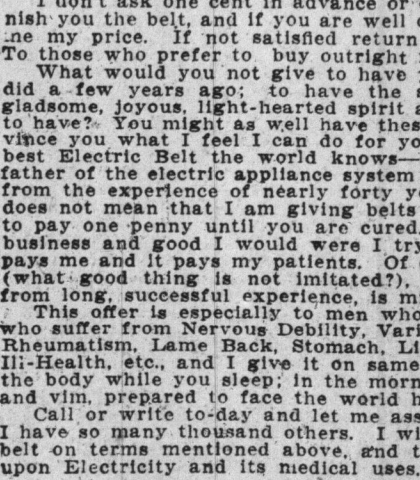 I don't ask one cent in advance or
nish you the belt, and if you are well
me my price. If not satisfied return
To those who prefer to buy outright
What would you not give to have
did a few years ago; to have the s
gladsome, joyous, light-hearted spirit
to have? You might as well have thes
vince you what I feel I can do for yo
best Electric Belt the world knows—
father of the electric appliance system
from the experience of nearly forty y
does not mean that I am giving belts
to pay one penny until you are cured.
business and good I would were I try
pays me and it pays my patients. Of
(what good thing is not imitated?),
from long, successful experience, is m
This offer is especially to men who
who suffer from Nervous Debility, Vari
Rheumatism, Lame Back, Stomach, Li
Ill-Health, etc., and I give it on same
the body while you sleep; in the morn
and vim, prepared to face the world h
Call or write to-day and let me ass
I have so many thousand others. I wi
belt on terms mentioned above, and t
upon Electricity and its medical uses.